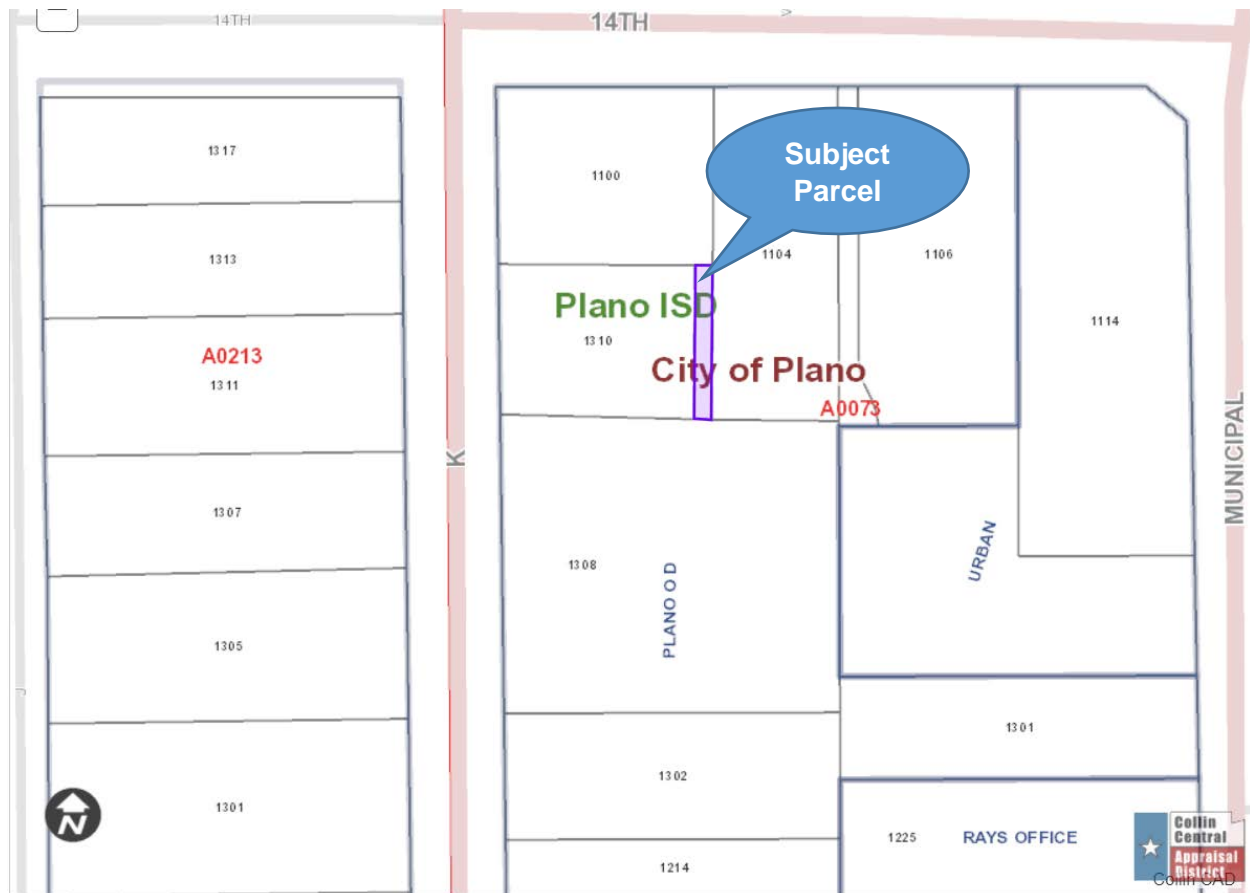 14TH
14TH
1317
1100
Subject
Parcel
1313
1104
1106
Plano ISD
1310
1114
A0213
1311
City of Plano
A0073
K
MUNICIPAL
1307
URBAN
1308
PLANO O D
1305
1301
1302
1301
N
1225
RAYS OFFICE
1214
Collin
Central
Appraisal
District
Collin CAD